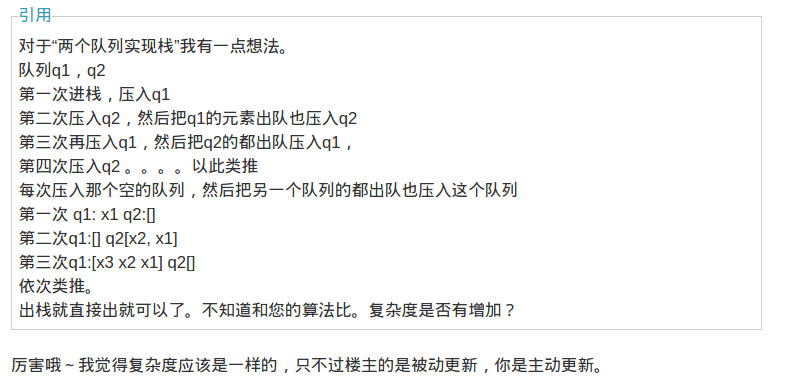 引用
对于“两个队列实现栈”我有一点想法。
队列q1，q2
第一次进栈，压入q1
第二次压入q2，然后把q1的元素出队也压入q2
第三次再压入q1，然后把q2的都出队压入q1，
第四次压入q2 。。。。以此类推
每次压入那个空的队列，然后把另一个队列的都出队也压入这个队列
第一次 q1: x1 q2:[]
第二次q1:[] q2[x2, x1]
第三次q1:[x3 x2 x1] q2[]
依次类推。
出栈就直接出就可以了。不知道和您的算法比。复杂度是否有增加？
厉害哦～我觉得复杂度应该是一样的，只不过楼主的是被动更新，你是主动更新。